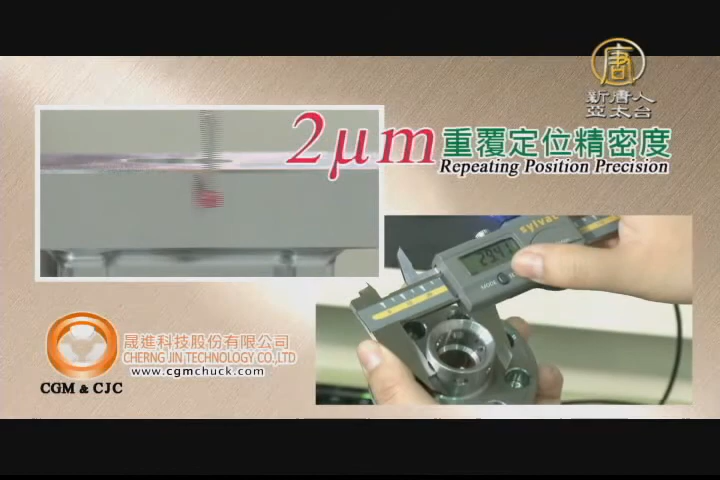 新唐人
亞太台
2μm 重覆定位精密度
Repeating Position Precision
sylvac
晟進科技股份有限公司
CHERNG JIN TECHNOLOGY CO.,LTD
www.cgmchuck.com
CGM & CJC